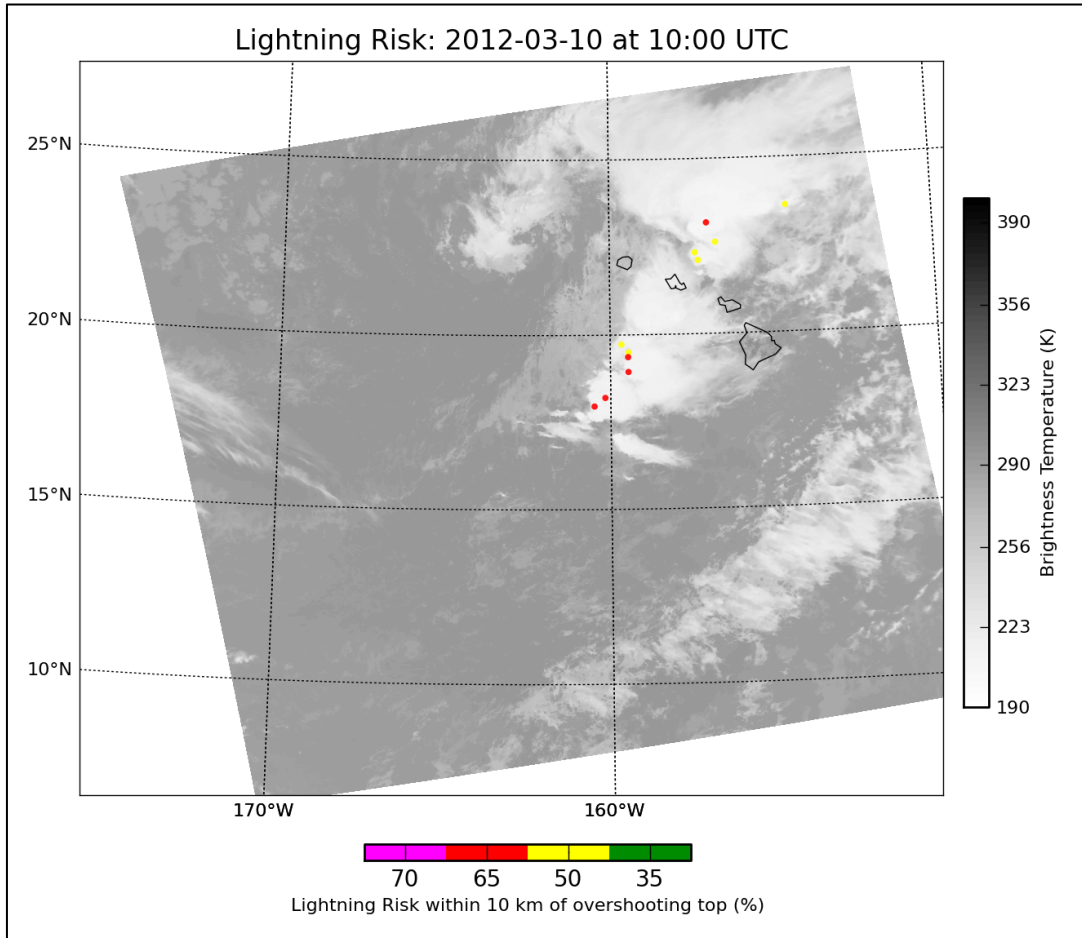 Lightning Risk: 2012-03-10 at 10:00 UTC
25°N
20°N
15°N
10°N
170°W
160°W
390
356
323
290
256
223
190
Brightness Temperature (K)
70
65
50
35
Lightning Risk within 10 km of overshooting top (%)